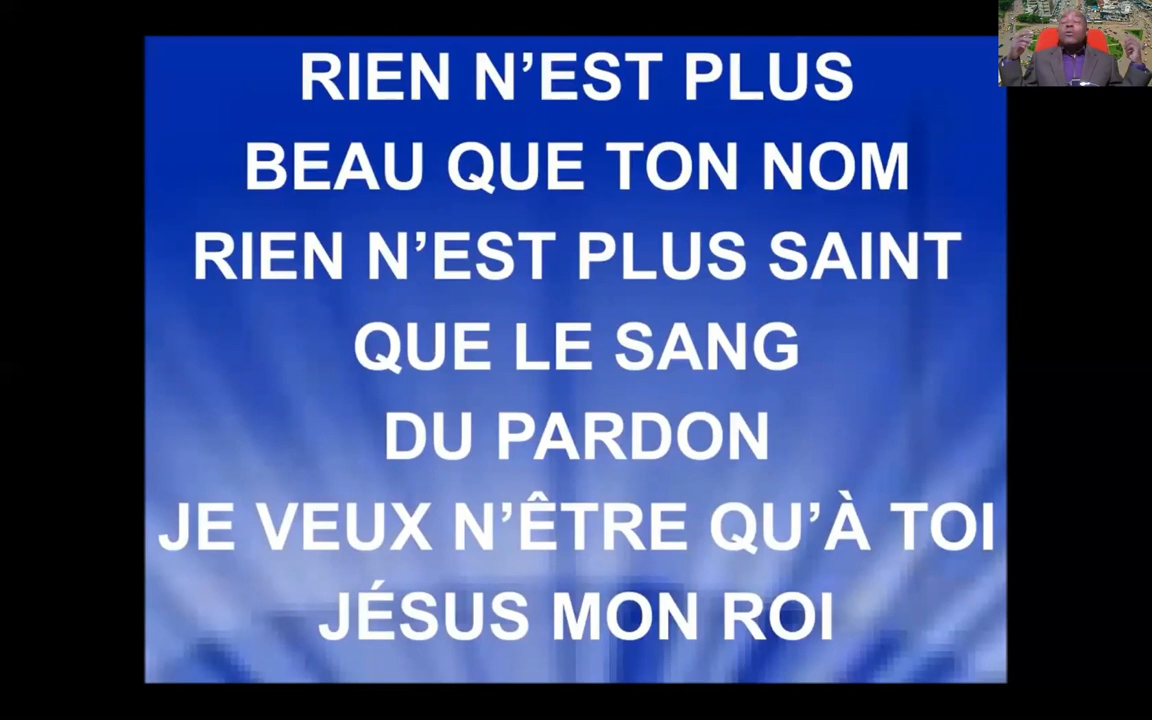 RIEN N’EST PLUS
BEAU QUE TON NOM
RIEN N’EST PLUS SAINT
QUE LE SANG
DU PARDON
JE VEUX N’ÊTRE QU’À TOI
JÉSUS MON ROI